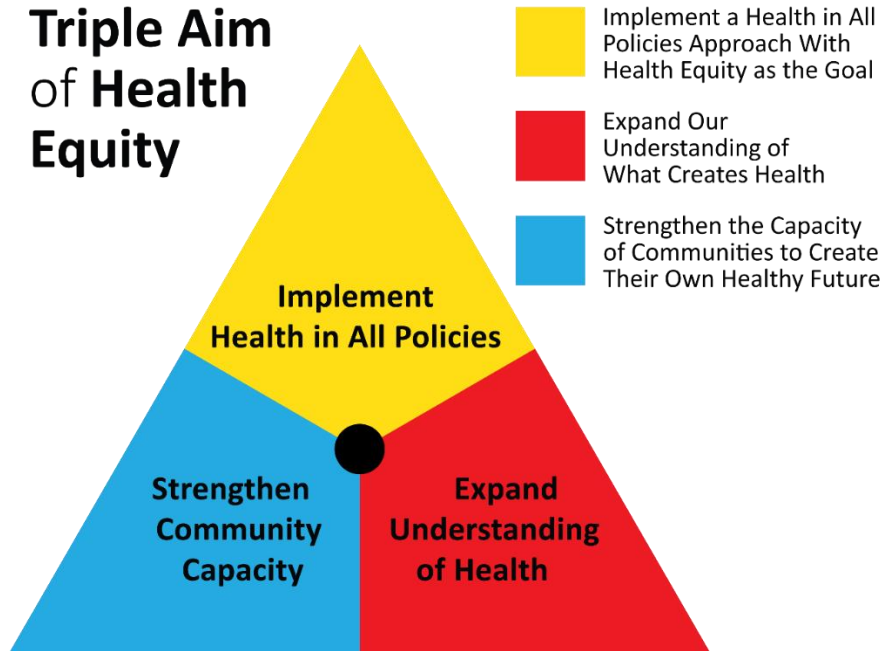 Triple Aim
of Health
Equity
Implement a Health in All
Policies Approach With
Health Equity as the Goal
Expand Our
Understanding of
What Creates Health
Strengthen the Capacity
of Communities to Create
Their Own Healthy Future
Implement
Health in All Policies
Strengthen
Community
Capacity
Expand
Understanding
of Health